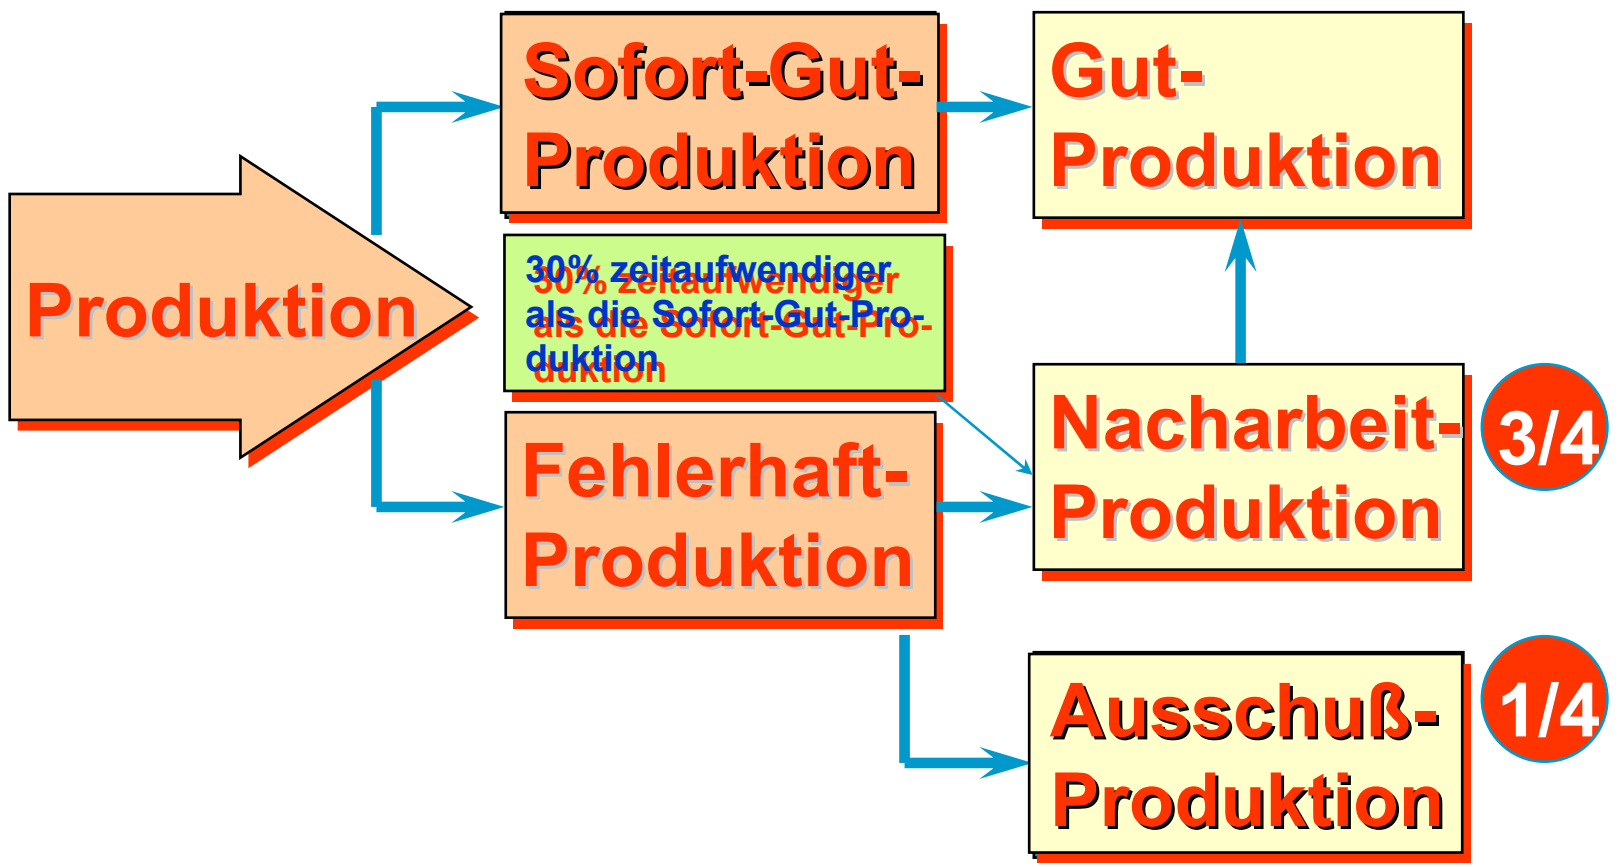 Sofort-Gut-
Produktion
Gut-
Produktion
Produktion
30% zeitaufwendiger
als die Sofort-Gut-Pro-
duktion
Fehlerhaft-
Produktion
Nacharbeit-
Produktion
3/4
Ausschuß-
Produktion
1/4